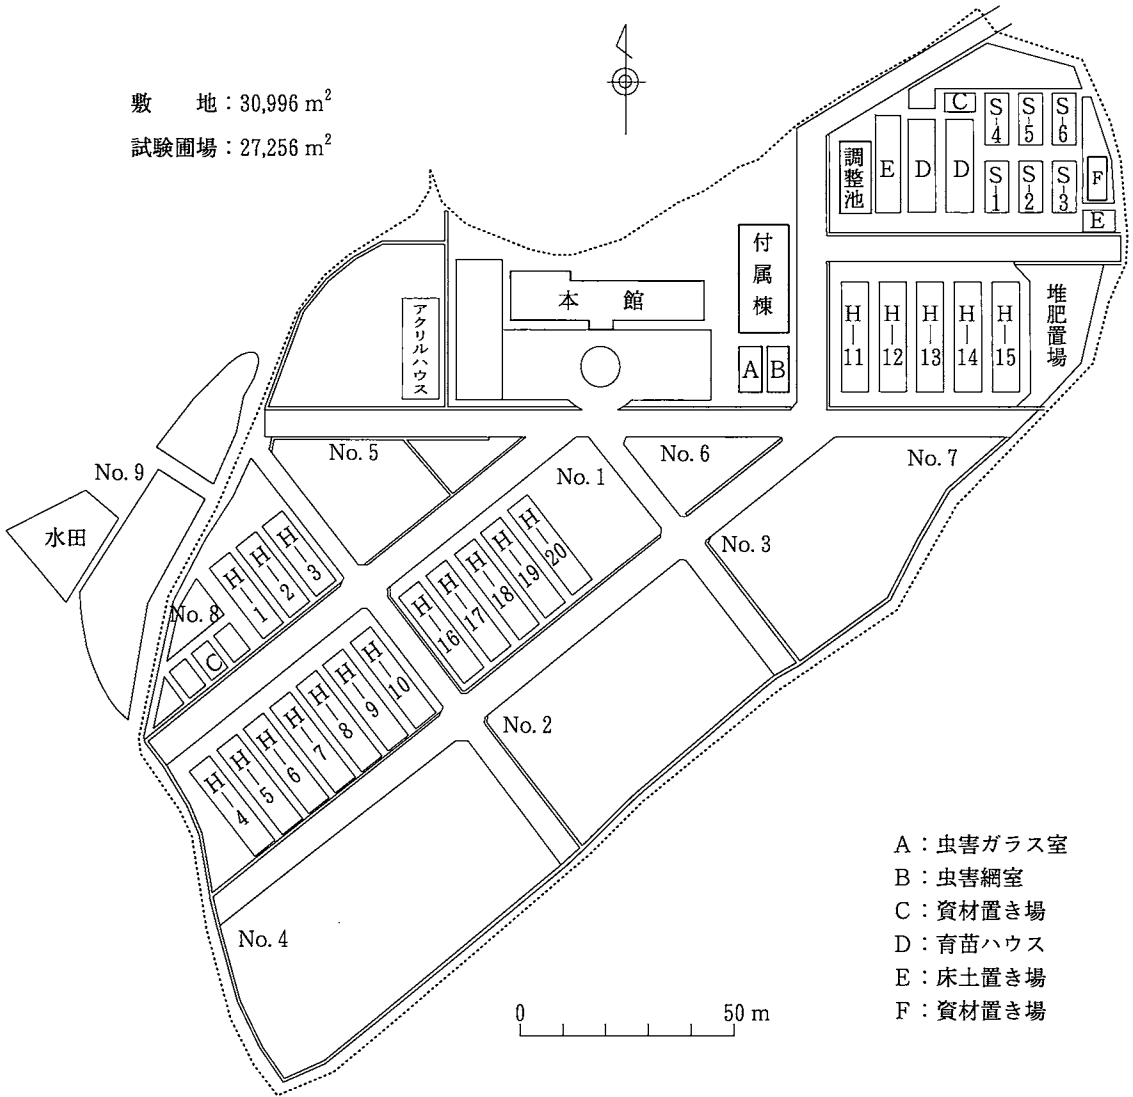 敷　　地：30,996 m²
試験圃場：27,256 m²
C
S-4
S-5
S-6
調整池
E
D
D
S-1
S-2
S-3
F
E
付属棟
本　館
アクリルハウス
A
B
H-11
H-12
H-13
H-14
H-15
堆肥置場
No. 5
No. 6
No. 7
No. 9
No. 1
水田
H-1
H-2
H-3
H-16
H-17
H-18
H-19
H-20
No. 3
No. 8
C
H-4
H-5
H-6
H-7
H-8
H-9
H-10
No. 2
No. 4
A：虫害ガラス室
B：虫害網室
C：資材置き場
D：育苗ハウス
E：床土置き場
F：資材置き場
0　50 m